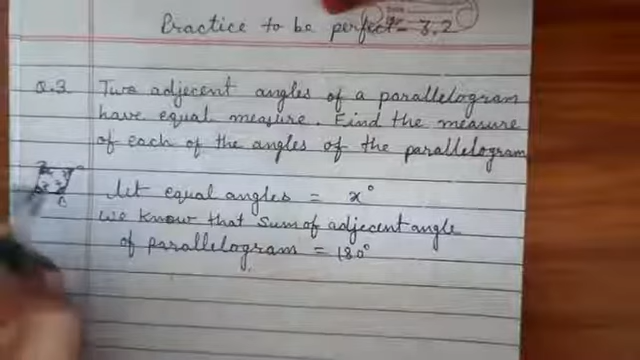 Practice to be perfect - 3.2
Q.3 Two adjecent angles of a parallelogram
have equal measure. Find the measure
of each of the angles of the parallelogram
let equal angles = x°
we know that sum of adjecent angle
of parallelogram = 180°